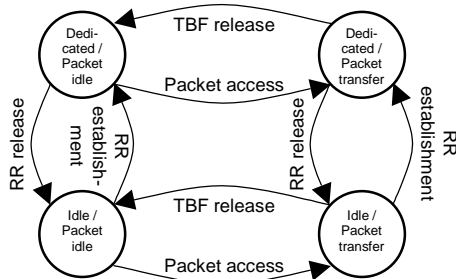 TBF release
Dedi-
cated /
Packet
idle
Dedi-
cated /
Packet
transfer
Packet access
RR release
RR
establish-
ment
RR release
RR
establishment
TBF release
Idle /
Packet
idle
Idle /
Packet
transfer
Packet access